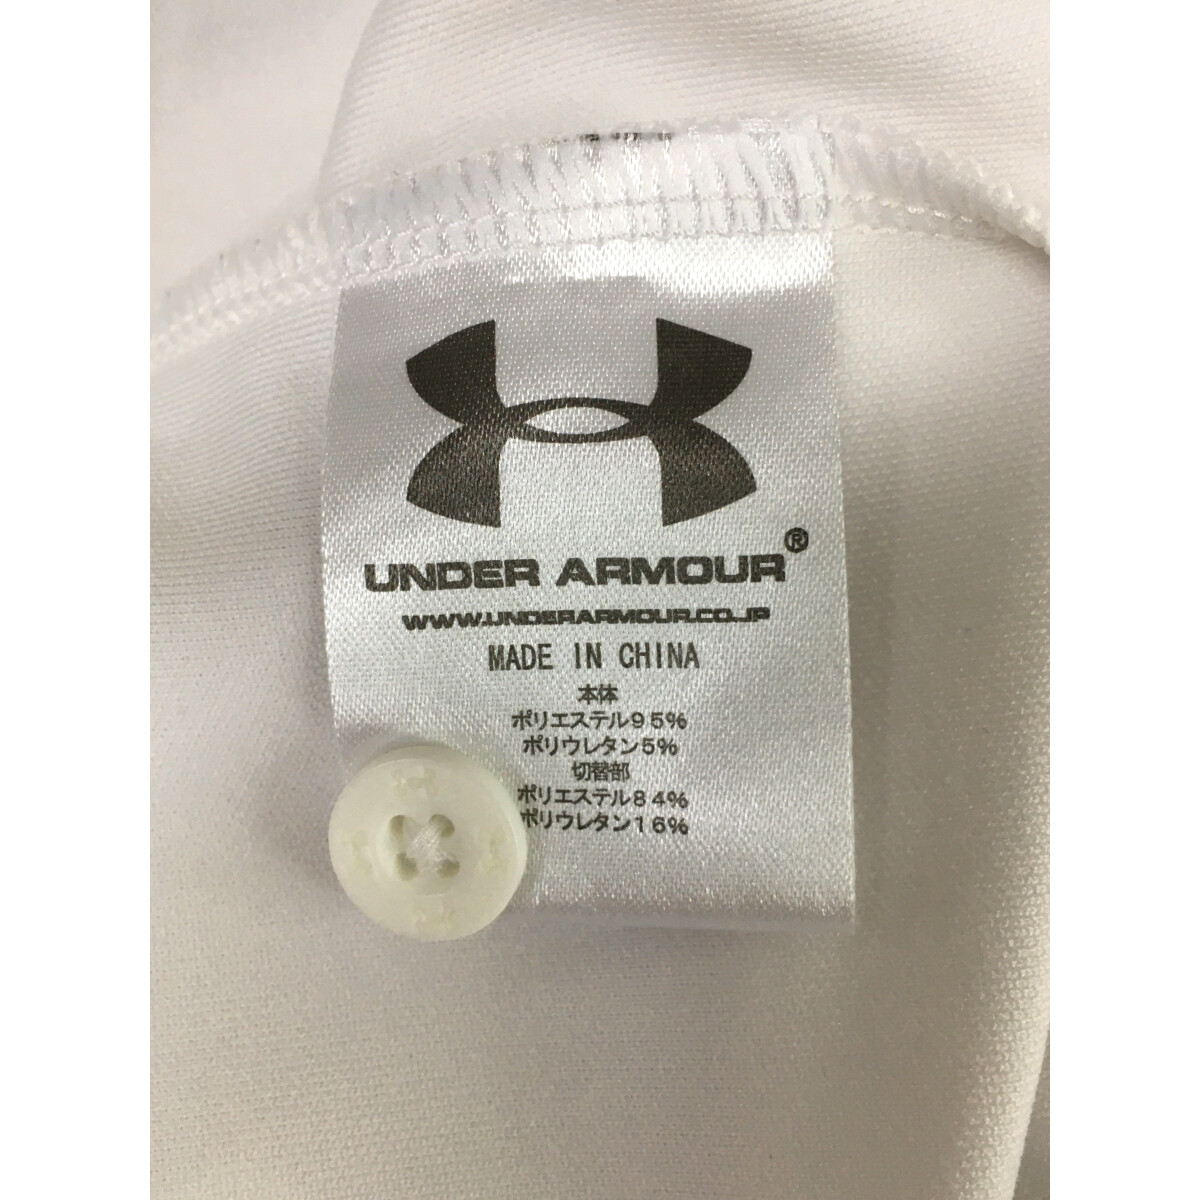 UNDER ARMOUR®
WWW.UNDERARMOUR.CO.JP
MADE IN CHINA
本体
ポリエステル95%
ポリウレタン5%
切替部
ポリエステル84%
ポリウレタン16%